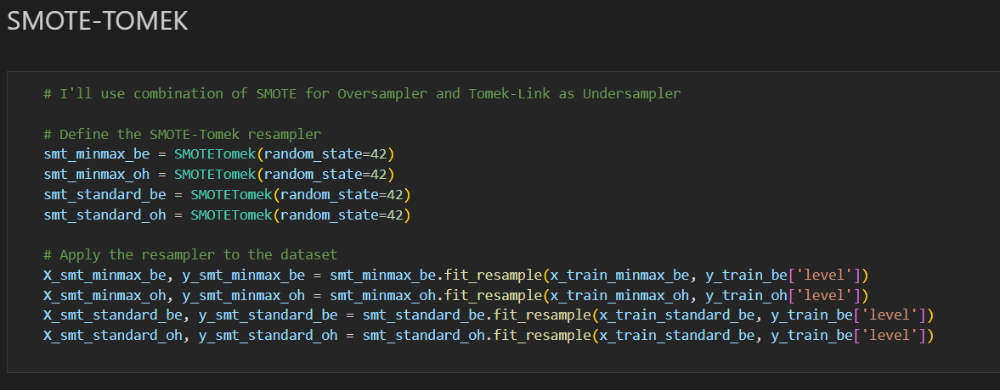 SMOTE-TOMEK
# I'll use combination of SMOTE for Oversampler and Tomek-Link as Undersampler
# Define the SMOTE-Tomek resampler
smt_minmax_be = SMOTETomek(random_state=42)
smt_minmax_oh = SMOTETomek(random_state=42)
smt_standard_be = SMOTETomek(random_state=42)
smt_standard_oh = SMOTETomek(random_state=42)
# Apply the resampler to the dataset
X_smt_minmax_be, y_smt_minmax_be = smt_minmax_be.fit_resample(x_train_minmax_be, y_train_be['level'])
X_smt_minmax_oh, y_smt_minmax_oh = smt_minmax_oh.fit_resample(x_train_minmax_oh, y_train_oh['level'])
X_smt_standard_be, y_smt_standard_be = smt_standard_be.fit_resample(x_train_standard_be, y_train_be['level'])
X_smt_standard_oh, y_smt_standard_oh = smt_standard_oh.fit_resample(x_train_standard_be, y_train_be['level'])